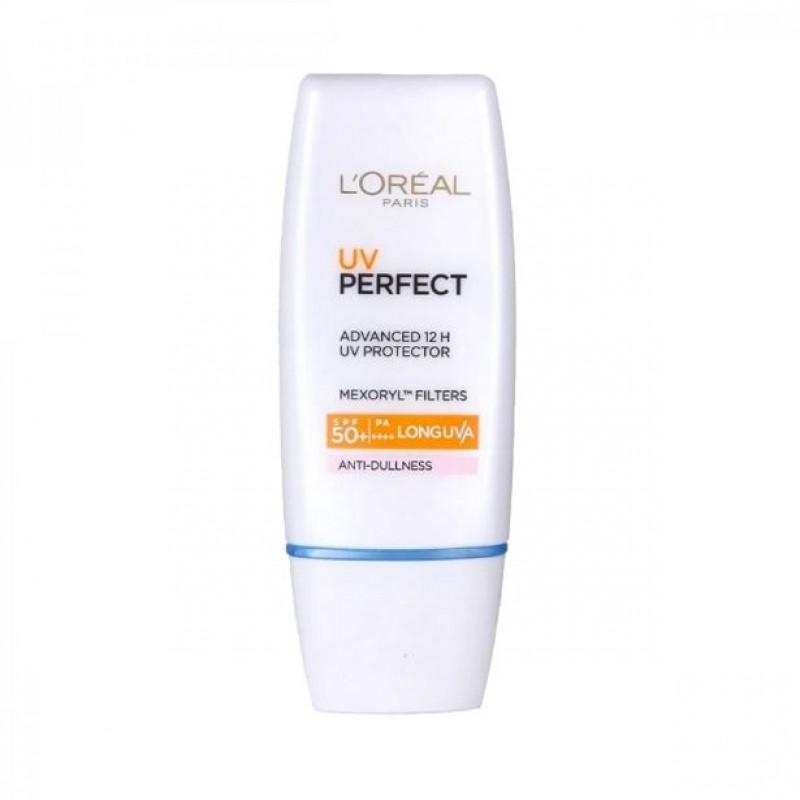 L'ORÉAL
PARIS
UV
PERFECT
ADVANCED 12 H
UV PROTECTOR
MEXORYL™ FILTERS
SPF 50+ PA ++++ LONG UVA
ANTI-DULLNESS